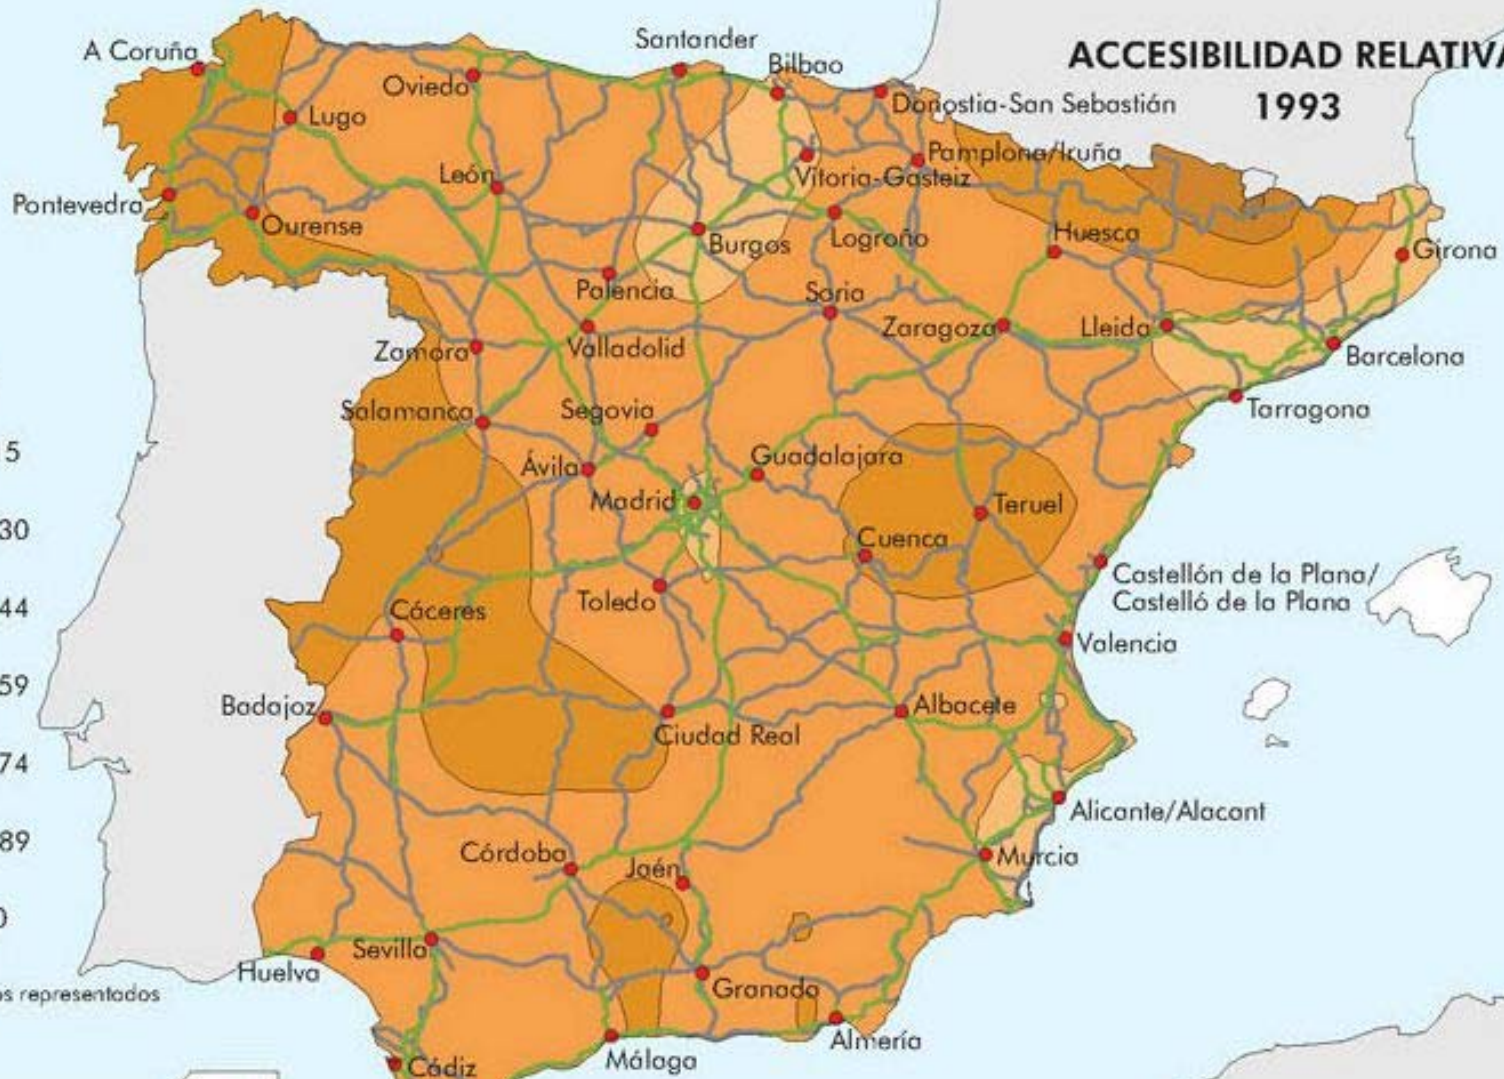 ACCESIBILIDAD RELATIVA
1993
A Coruña
Santander
Bilbao
Oviedo
Donostia-San Sebastián
Lugo
Pamplona/Iruña
León
Vitoria-Gasteiz
Pontevedra
Ourense
Burgos
Logroño
Huesca
Girona
Palencia
Soria
Zaragoza
Lleida
Zamora
Valladolid
Barcelona
Salamanca
Segovia
Tarragona
5
Ávila
Guadalajara
Madrid
Teruel
30
Cuenca
Castellón de la Plana/
Castelló de la Plana
44
Cáceres
Toledo
Valencia
59
Badajoz
Albacete
Ciudad Real
74
Alicante/Alacant
89
Córdoba
Jaén
Murcia
Sevilla
Huelva
representados
Granada
Almería
Málaga
Cádiz